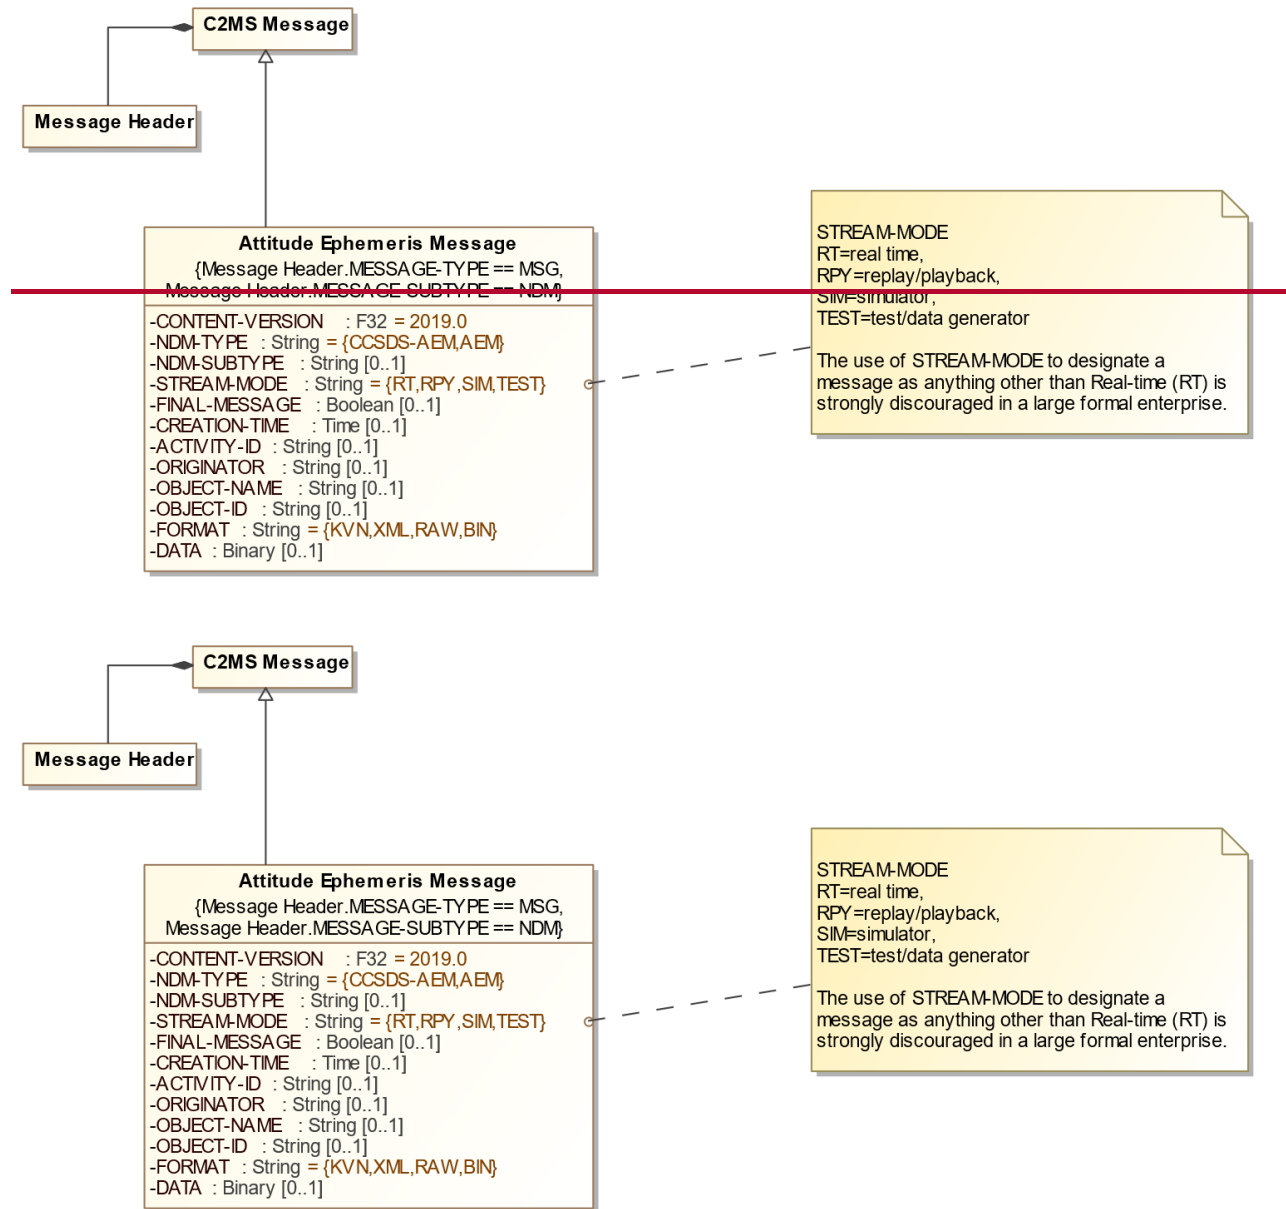 C2MS Message
Message Header
Attitude Ephemeris Message
{Message Header.MESSAGE-TYPE == MSG,
Message Header.MESSAGE-SUBTYPE == NDM}
-CONTENT-VERSION : F32 = 2019.0
-NDM-TYPE : String = {CCSDS-AEM,AEM}
-NDM-SUBTYPE : String [0..1]
-STREAM-MODE : String = {RT,RPY,SIM,TEST}
-FINAL-MESSAGE : Boolean [0..1]
-CREATION-TIME : Time [0..1]
-ACTIVITY-ID : String [0..1]
-ORIGINATOR : String [0..1]
-OBJECT-NAME : String [0..1]
-OBJECT-ID : String [0..1]
-FORMAT : String = {KVN,XML,RAW,BIN}
-DATA : Binary [0..1]
STREAM-MODE
RT=real time,
RPY=replay/playback,
SIM=simulator,
TEST=test/data generator
The use of STREAM-MODE to designate a
message as anything other than Real-time (RT) is
strongly discouraged in a large formal enterprise.
C2MS Message
Message Header
Attitude Ephemeris Message
{Message Header.MESSAGE-TYPE == MSG,
Message Header.MESSAGE-SUBTYPE == NDM}
-CONTENT-VERSION : F32 = 2019.0
-NDM-TYPE : String = {CCSDS-AEM,AEM}
-NDM-SUBTYPE : String [0..1]
-STREAM-MODE : String = {RT,RPY,SIM,TEST}
-FINAL-MESSAGE : Boolean [0..1]
-CREATION-TIME : Time [0..1]
-ACTIVITY-ID : String [0..1]
-ORIGINATOR : String [0..1]
-OBJECT-NAME : String [0..1]
-OBJECT-ID : String [0..1]
-FORMAT : String = {KVN,XML,RAW,BIN}
-DATA : Binary [0..1]
STREAM-MODE
RT=real time,
RPY=replay/playback,
SIM=simulator,
TEST=test/data generator
The use of STREAM-MODE to designate a
message as anything other than Real-time (RT) is
strongly discouraged in a large formal enterprise.